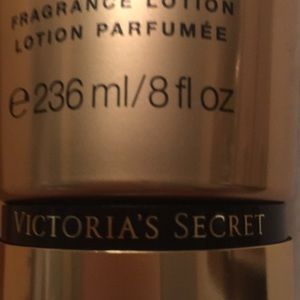 FRAGRANCE LOTION
LOTION PARFUMÉE
℮236 ml/8 fl oz
VICTORIA'S SECRET